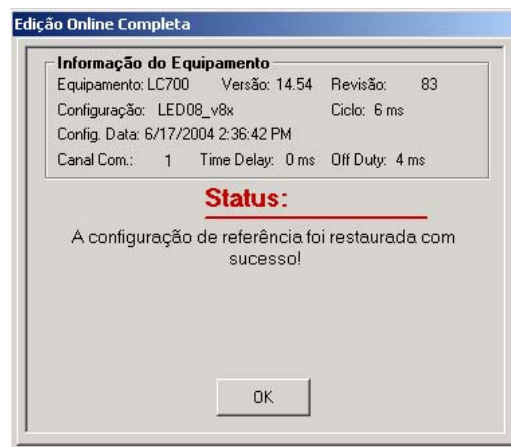 Edição Online Completa
Informação do Equipamento
Equipamento: LC700 Versão: 14.54 Revisão: 83
Configuração: LED08_v8x Ciclo: 6 ms
Config. Data: 6/17/2004 2:36:42 PM
Canal Com.: 1 Time Delay: 0 ms Off Duty: 4 ms
Status:
A configuração de referência foi restaurada com
sucesso!
OK